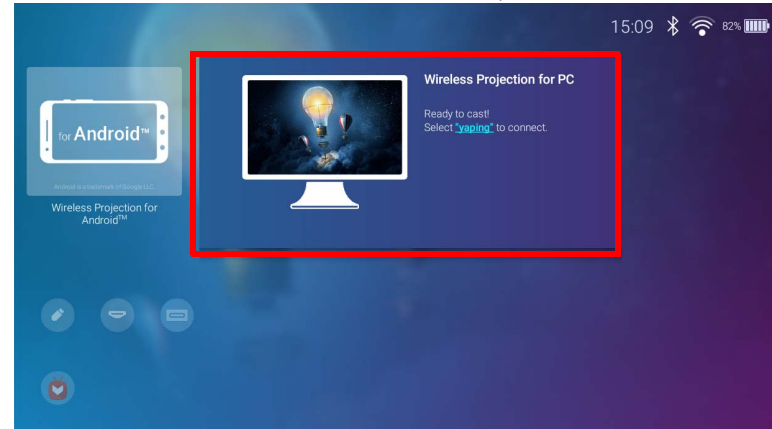 15:09
82%
Wireless Projection for PC
Ready to cast!
Select "yaping" to connect.
for Android™
Android is a trademark of Google LLC
Wireless Projection for
Android™